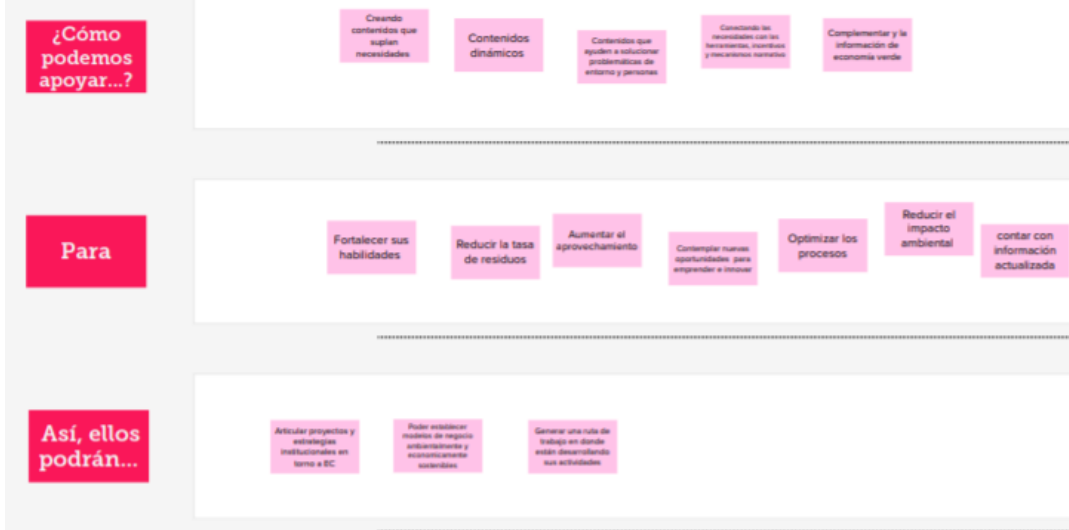 ¿Cómo
podemos
apoyar...?
Creando
contenidos que
suplan
necesidades
Contenidos
dinámicos
Contenidos que
ayuden a solucionar
problemáticas de
entorno y personas
Conectando las
necesidades con las
herramientas, incentivos
y mecanismos normativo
Complementar y la
información de
economía verde
Para
Fortalecer sus
habilidades
Reducir la tasa
de residuos
Aumentar el
aprovechamiento
Contemplar nuevas
oportunidades para
emprender e innovar
Optimizar los
procesos
Reducir el
impacto
ambiental
contar con
información
actualizada
Así, ellos
podrán...
Articular proyectos y
estrategias
institucionales en
torno a EC
Poder establecer
modelos de negocio
ambientalmente y
economicamente
sostenibles
Generar una ruta de
trabajo en donde
están desarrollando
sus actividades